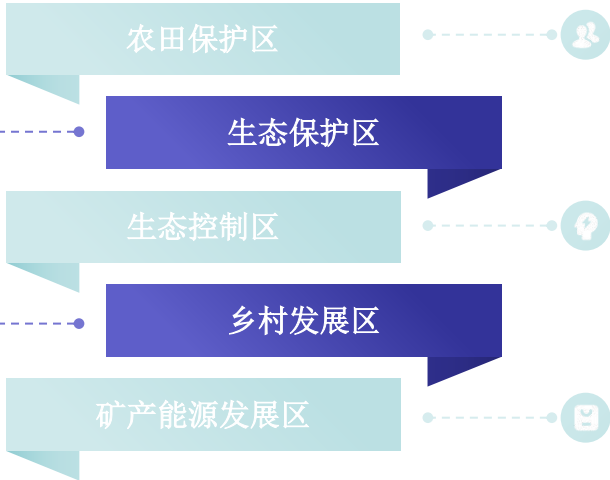 农田保护区
生态保护区
生态控制区
乡村发展区
矿产能源发展区